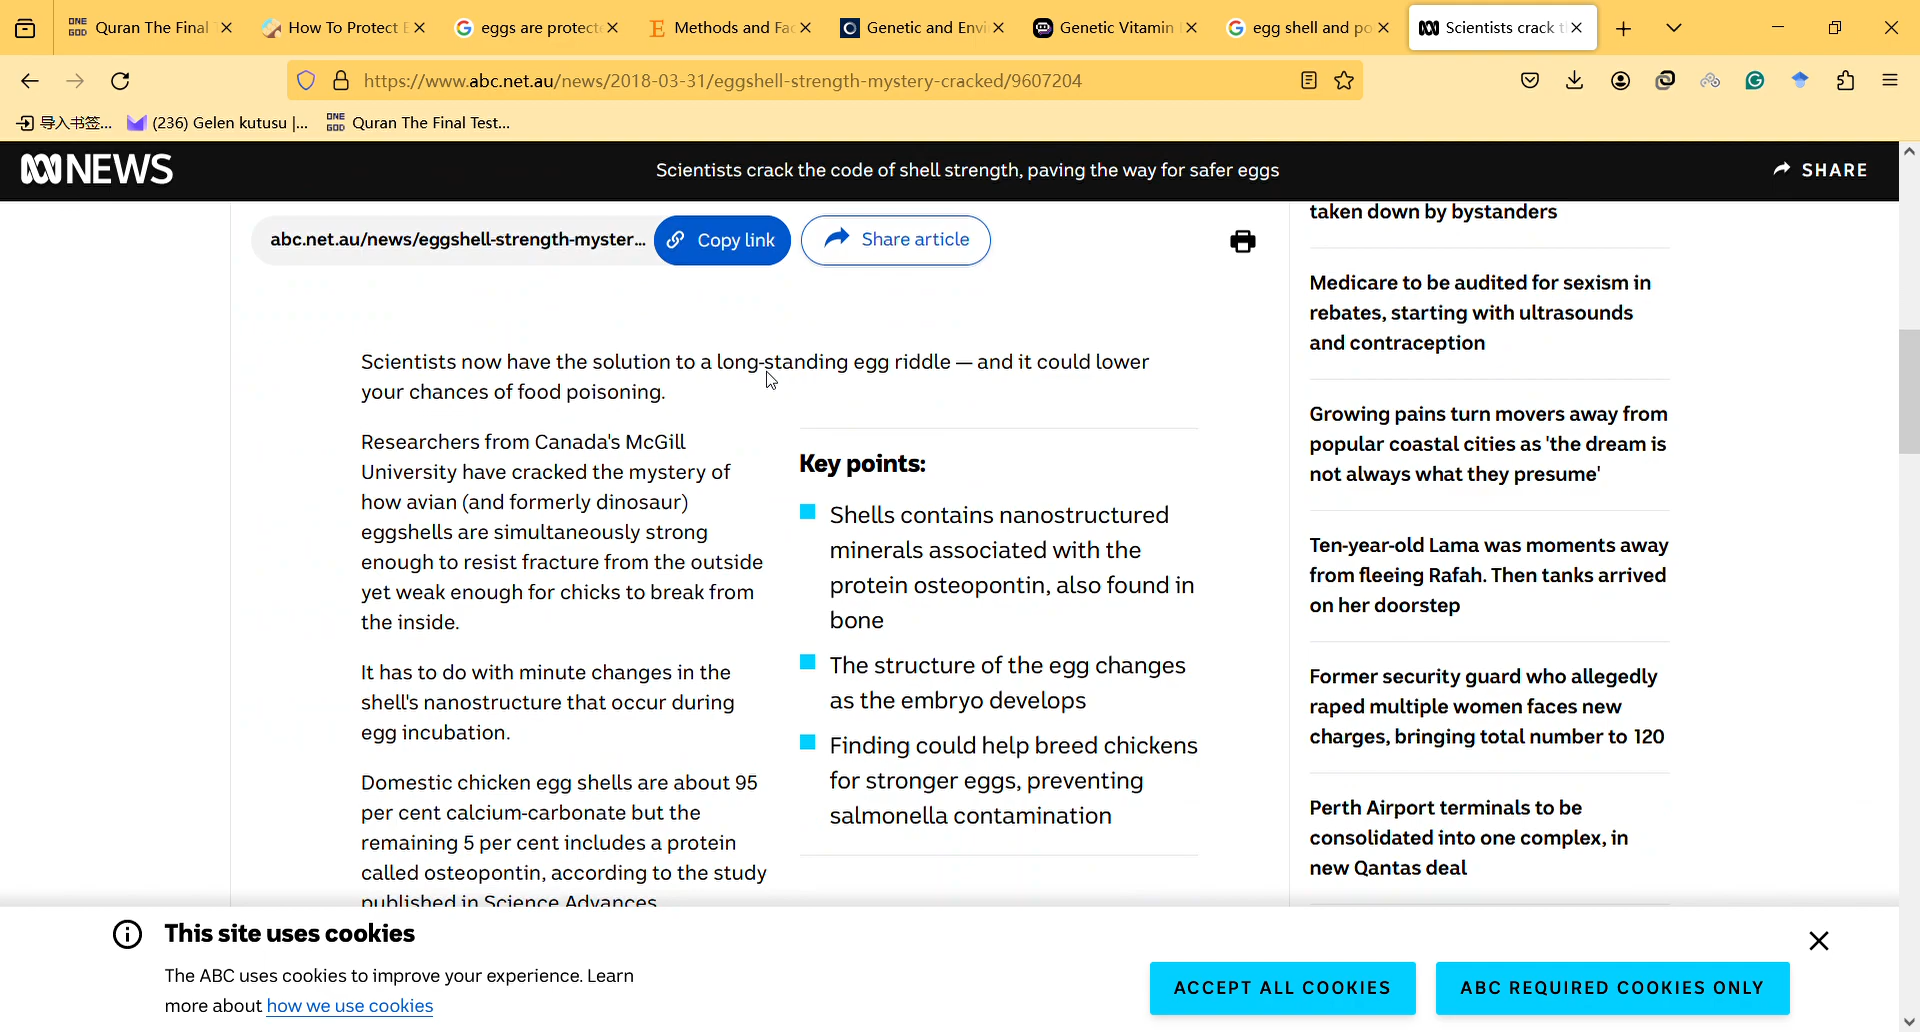 Quran The Final
How To Protect E
eggs are protecte
Methods and Fac
Genetic and Envi
Genetic Vitamin
egg shell and po
Scientists crack t
https://www.abc.net.au/news/2018-03-31/eggshell-strength-mystery-cracked/9607204
导入书签...
(236) Gelen kutusu |...
ONE GOD
Quran The Final Test...
NEWS
Scientists crack the code of shell strength, paving the way for safer eggs
SHARE
abc.net.au/news/eggshell-strength-myster...
Copy link
Share article
Scientists now have the solution to a long-standing egg riddle — and it could lower
your chances of food poisoning.
Researchers from Canada's McGill
University have cracked the mystery of
how avian (and formerly dinosaur)
eggshells are simultaneously strong
enough to resist fracture from the outside
yet weak enough for chicks to break from
the inside.
It has to do with minute changes in the
shell's nanostructure that occur during
egg incubation.
Domestic chicken egg shells are about 95
per cent calcium-carbonate but the
remaining 5 per cent includes a protein
called osteopontin, according to the study
published in Science Advances
Key points:
Shells contains nanostructured
minerals associated with the
protein osteopontin, also found in
bone
The structure of the egg changes
as the embryo develops
Finding could help breed chickens
for stronger eggs, preventing
salmonella contamination
taken down by bystanders
Medicare to be audited for sexism in
rebates, starting with ultrasounds
and contraception
Growing pains turn movers away from
popular coastal cities as 'the dream is
not always what they presume'
Ten-year-old Lama was moments away
from fleeing Rafah. Then tanks arrived
on her doorstep
Former security guard who allegedly
raped multiple women faces new
charges, bringing total number to 120
Perth Airport terminals to be
consolidated into one complex, in
new Qantas deal
This site uses cookies
The ABC uses cookies to improve your experience. Learn
more about how we use cookies
ACCEPT ALL COOKIES
ABC REQUIRED COOKIES ONLY